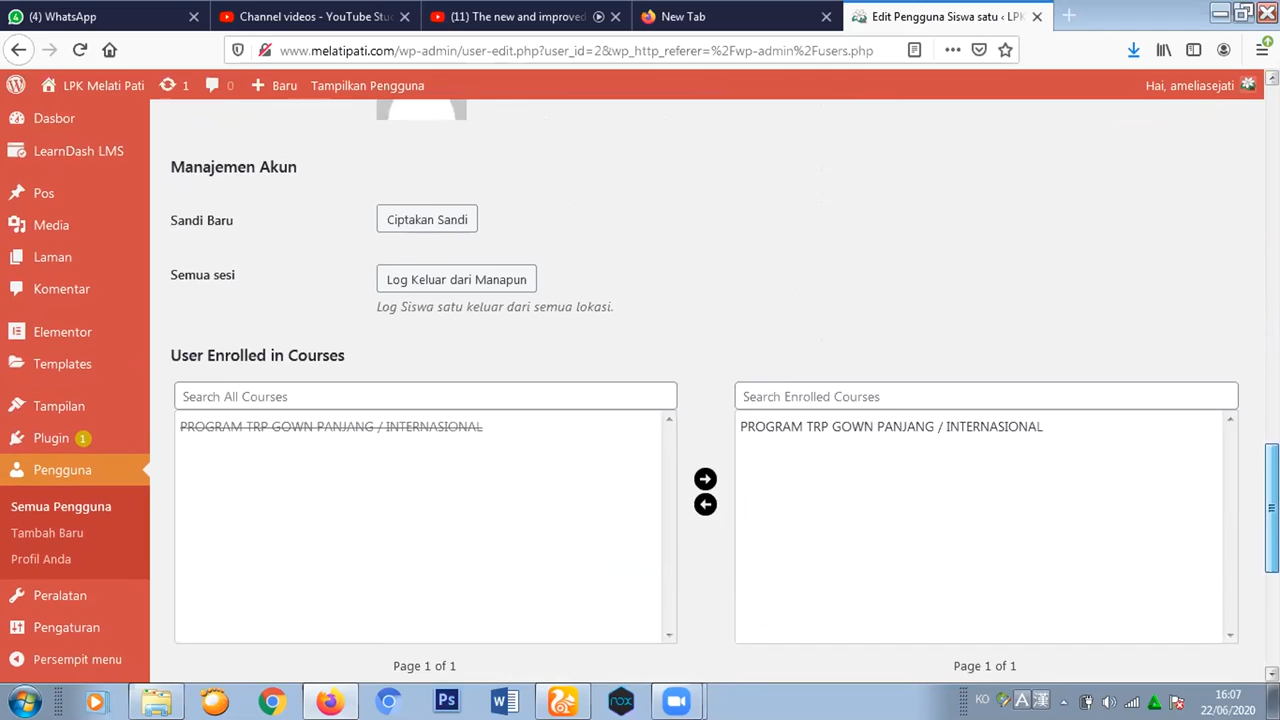 (4) WhatsApp
Channel videos - YouTube Stu
(11) The new and improved
New Tab
Edit Pengguna Siswa satu ‹ LPK
www.melatipati.com/wp-admin/user-edit.php?user_id=2&wp_http_referer=%2Fwp-admin%2Fusers.php
LPK Melati Pati
1
0
Baru
Tampilkan Pengguna
Hai, ameliasejati
Dasbor
LearnDash LMS
Pos
Media
Laman
Komentar
Elementor
Templates
Tampilan
Plugin 1
Pengguna
Semua Pengguna
Tambah Baru
Profil Anda
Peralatan
Pengaturan
Persempit menu
Manajemen Akun
Sandi Baru
Ciptakan Sandi
Semua sesi
Log Keluar dari Manapun
Log Siswa satu keluar dari semua lokasi.
User Enrolled in Courses
Search All Courses
Search Enrolled Courses
PROGRAM TRP GOWN PANJANG / INTERNASIONAL
PROGRAM TRP GOWN PANJANG / INTERNASIONAL
Page 1 of 1
Page 1 of 1
Ps
W
nox
KO
A 漢
16:07
22/06/2020